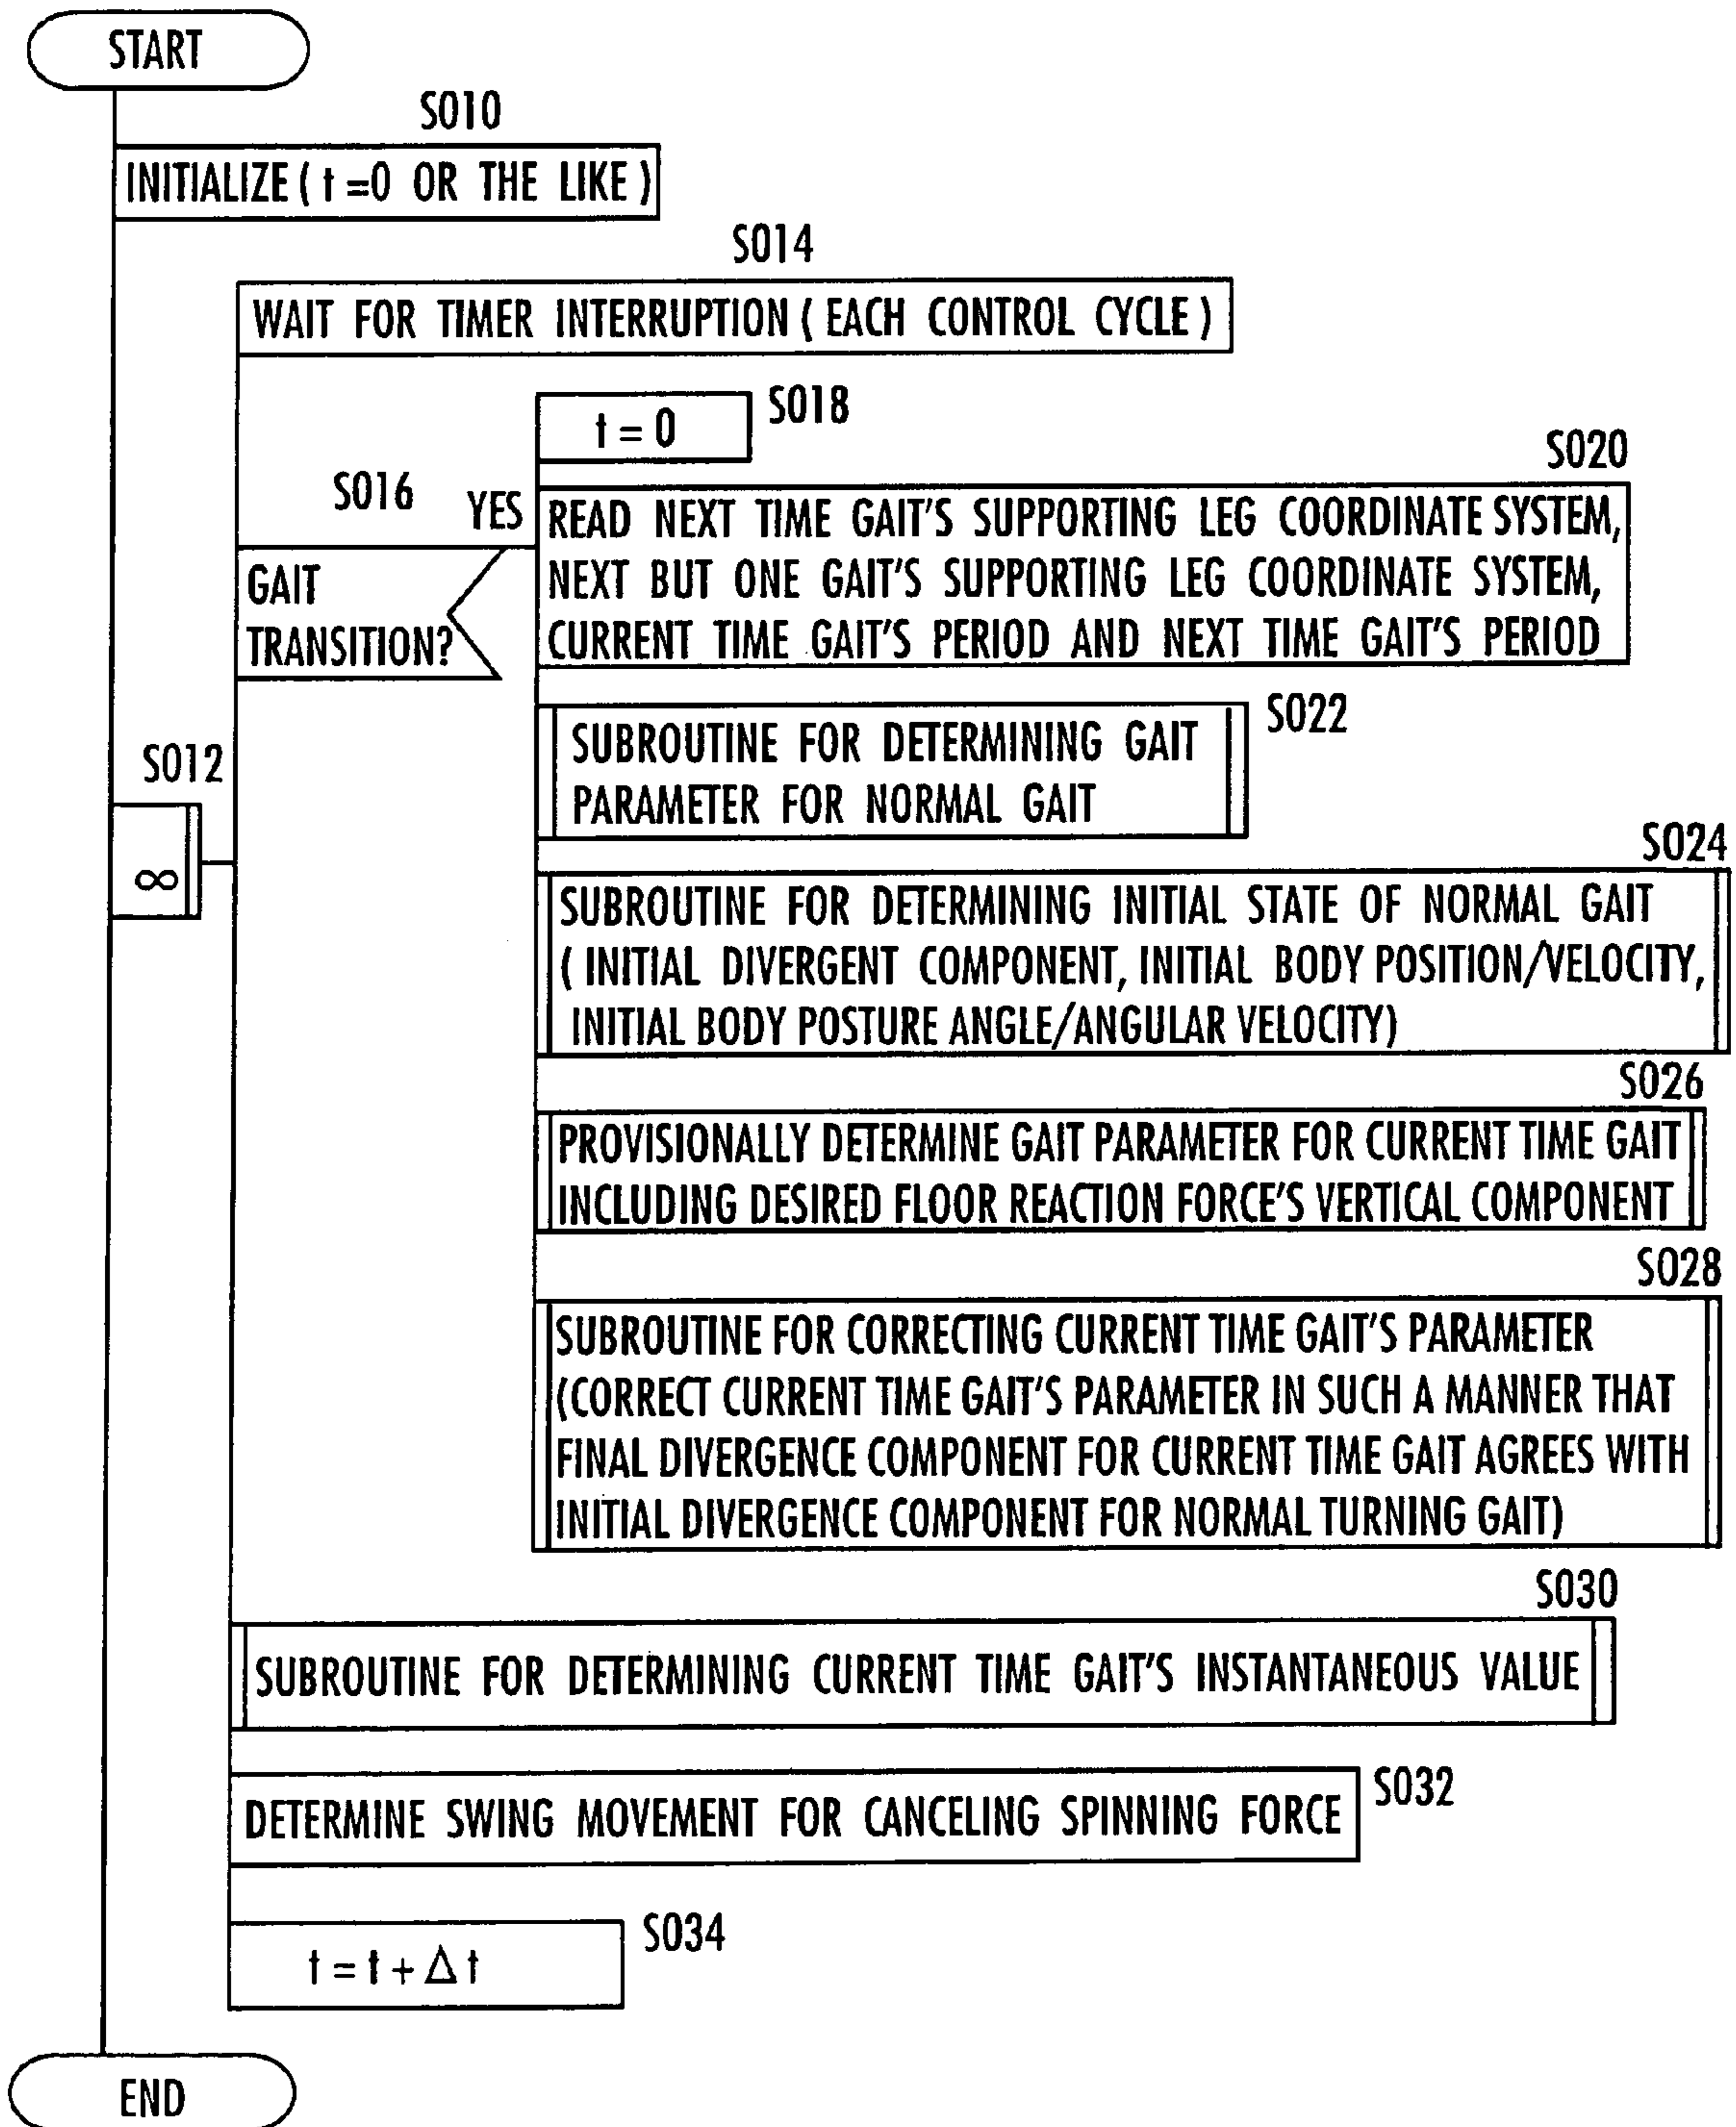 START
S010
INITIALIZE ( t =0 OR THE LIKE )
S014
WAIT FOR TIMER INTERRUPTION ( EACH CONTROL CYCLE )
t = 0
S018
S020
S016
YES
READ NEXT TIME GAIT'S SUPPORTING LEG COORDINATE SYSTEM,
NEXT BUT ONE GAIT'S SUPPORTING LEG COORDINATE SYSTEM,
CURRENT TIME GAIT'S PERIOD AND NEXT TIME GAIT'S PERIOD
GAIT
TRANSITION?
S022
SUBROUTINE FOR DETERMINING GAIT
PARAMETER FOR NORMAL GAIT
S012
∞
S024
SUBROUTINE FOR DETERMINING INITIAL STATE OF NORMAL GAIT
( INITIAL DIVERGENT COMPONENT, INITIAL BODY POSITION/VELOCITY,
INITIAL BODY POSTURE ANGLE/ANGULAR VELOCITY)
S026
PROVISIONALLY DETERMINE GAIT PARAMETER FOR CURRENT TIME GAIT
INCLUDING DESIRED FLOOR REACTION FORCE'S VERTICAL COMPONENT
S028
SUBROUTINE FOR CORRECTING CURRENT TIME GAIT'S PARAMETER
(CORRECT CURRENT TIME GAIT'S PARAMETER IN SUCH A MANNER THAT
FINAL DIVERGENCE COMPONENT FOR CURRENT TIME GAIT AGREES WITH
INITIAL DIVERGENCE COMPONENT FOR NORMAL TURNING GAIT)
S030
SUBROUTINE FOR DETERMINING CURRENT TIME GAIT'S INSTANTANEOUS VALUE
DETERMINE SWING MOVEMENT FOR CANCELING SPINNING FORCE
S032
t = t + Δ t
S034
END